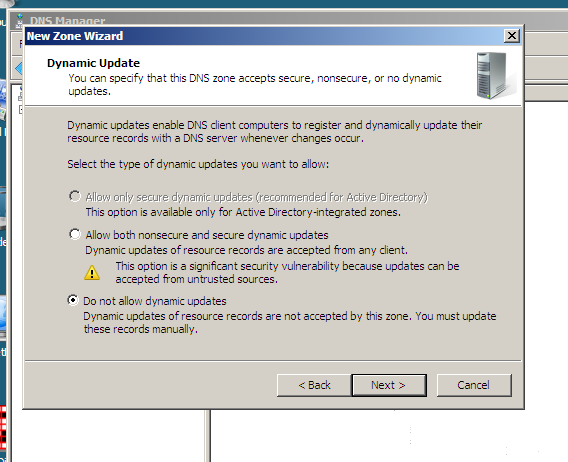 DNS Manager
New Zone Wizard
Dynamic Update
You can specify that this DNS zone accepts secure, nonsecure, or no dynamic
updates.
Dynamic updates enable DNS client computers to register and dynamically update their
resource records with a DNS server whenever changes occur.
Select the type of dynamic updates you want to allow:
Allow only secure dynamic updates (recommended for Active Directory)
This option is available only for Active Directory-integrated zones.
Allow both nonsecure and secure dynamic updates
Dynamic updates of resource records are accepted from any client.
This option is a significant security vulnerability because updates can be
accepted from untrusted sources.
Do not allow dynamic updates
Dynamic updates of resource records are not accepted by this zone. You must update
these records manually.
< Back
Next >
Cancel